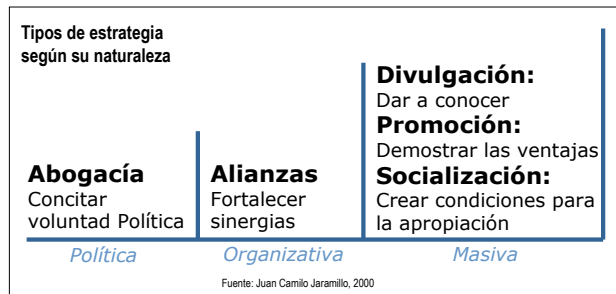 Tipos de estrategia
según su naturaleza
Abogacía
Concitar
voluntad Política
Alianzas
Fortalecer
sinergias
Divulgación:
Dar a conocer
Promoción:
Demostrar las ventajas
Socialización:
Crear condiciones para
la apropiación
Política
Organizativa
Masiva
Fuente: Juan Camilo Jaramillo, 2000